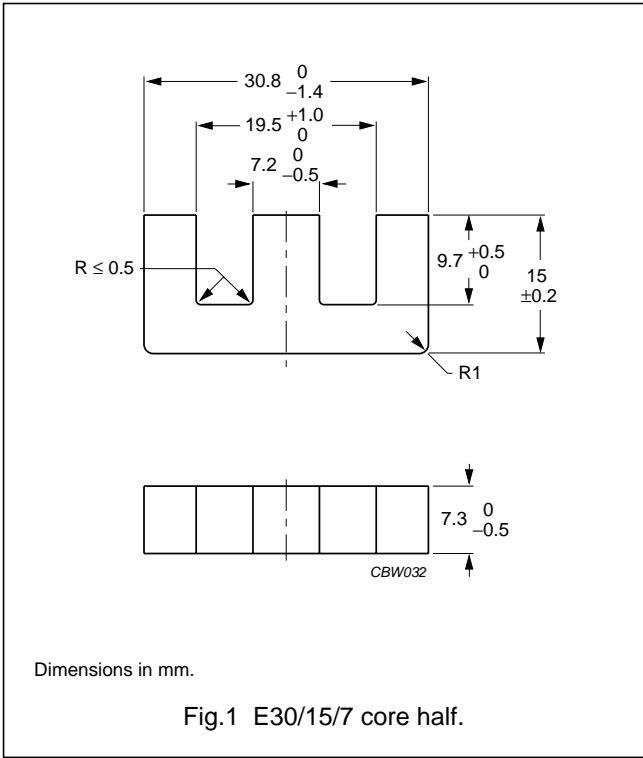 30.8 0
−1.4
19.5 +1.0
0
7.2 0
−0.5
R ≤ 0.5
9.7 +0.5
0
15
±0.2
R1
7.3 0
−0.5
CBW032
Dimensions in mm.
Fig.1 E30/15/7 core half.